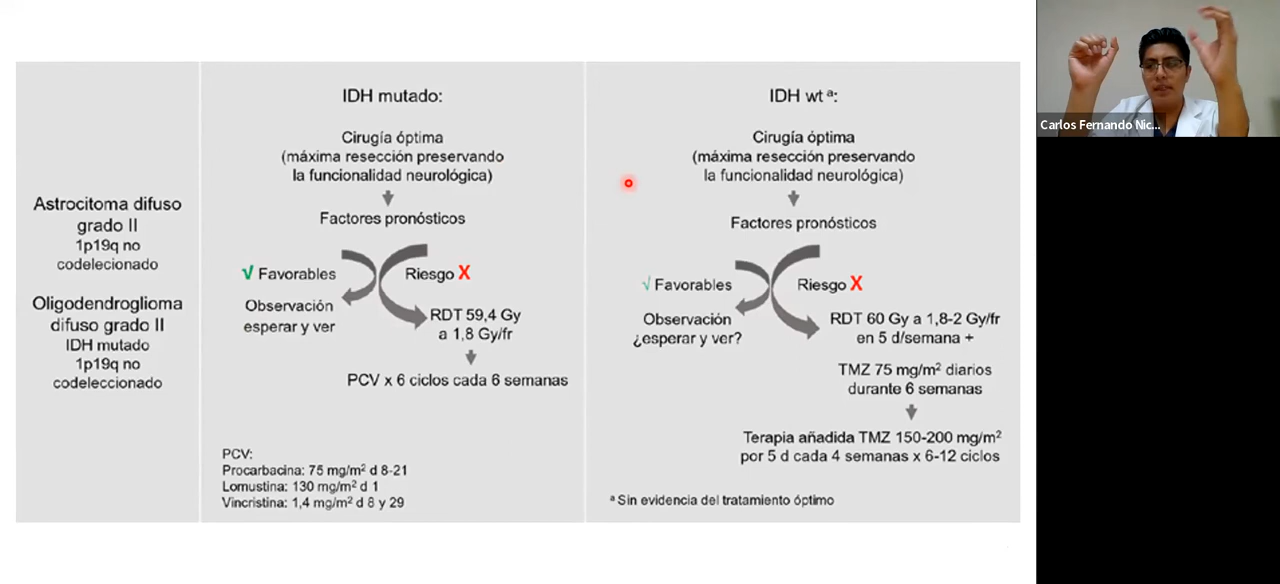 Astrocitoma difuso
grado II
1p19q no
codelecionado
Oligodendroglioma
difuso grado II
IDH mutado
1p19q no
codeleccionado
IDH mutado:
Cirugía óptima
(máxima resección preservando
la funcionalidad neurológica)
Factores pronósticos
√ Favorables
Riesgo X
Observación
esperar y ver
RDT 59,4 Gy
a 1,8 Gy/fr
PCV x 6 ciclos cada 6 semanas
PCV:
Procarbacina: 75 mg/m² d 8-21
Lomustina: 130 mg/m² d 1
Vincristina: 1,4 mg/m² d 8 y 29
IDH wt ª:
Cirugía óptima
(máxima resección preservando
la funcionalidad neurológica)
Factores pronósticos
√ Favorables
Riesgo X
Observación
¿esperar y ver?
RDT 60 Gy a 1,8-2 Gy/fr
en 5 d/semana +
TMZ 75 mg/m² diarios
durante 6 semanas
Terapia añadida TMZ 150-200 mg/m²
por 5 d cada 4 semanas x 6-12 ciclos
ª Sin evidencia del tratamiento óptimo
Carlos Fernando Nic...